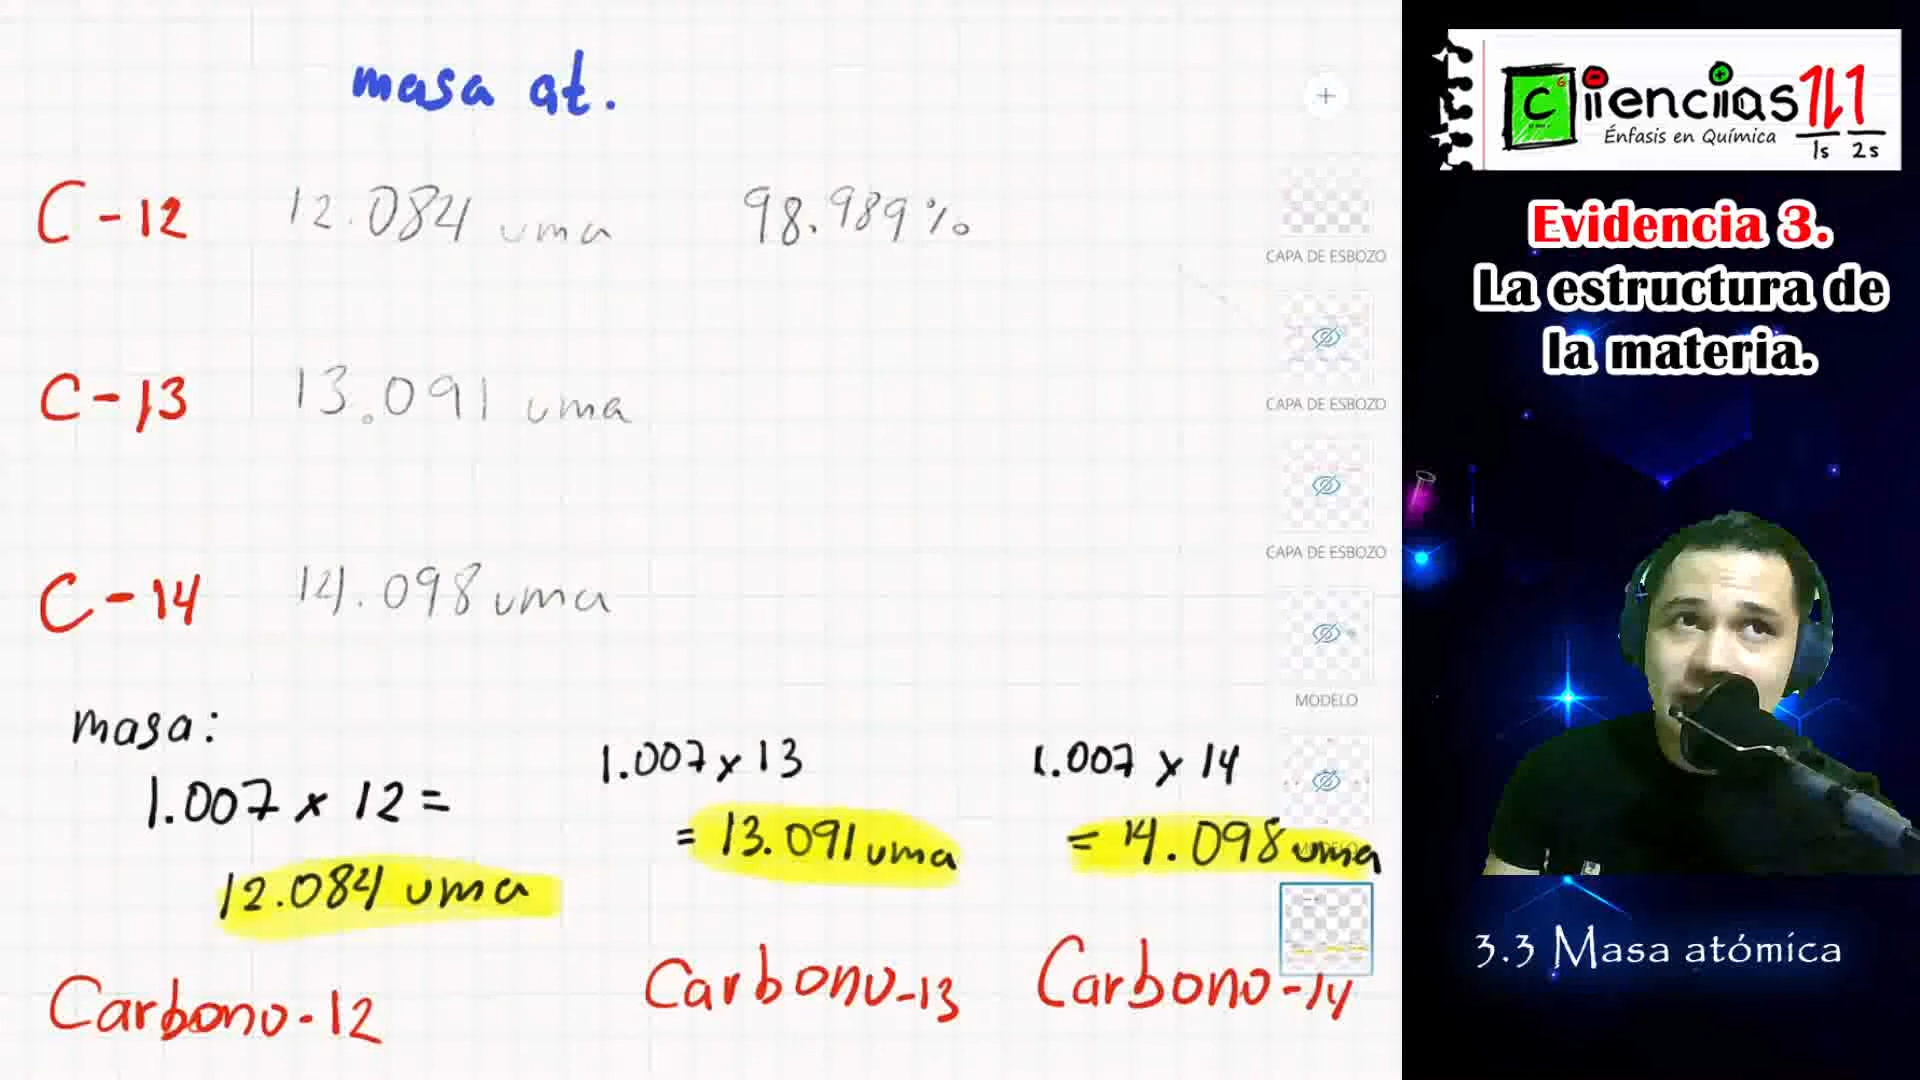 masa at.
C-12 12.084 uma 98.989%
C-13 13.091 uma
C-14 14.098 uma
masa:
1.007 x 12 =
12.084 uma
Carbono-12
1.007 x 13
= 13.091 uma
Carbono-13
1.007 x 14
= 14.098 uma
Carbono-14
CAPA DE ESBOZO
CAPA DE ESBOZO
CAPA DE ESBOZO
MODELO
Ciienciias
Énfasis en Química
1s 2s
Evidencia 3.
La estructura de
la materia.
3.3 Masa atómica